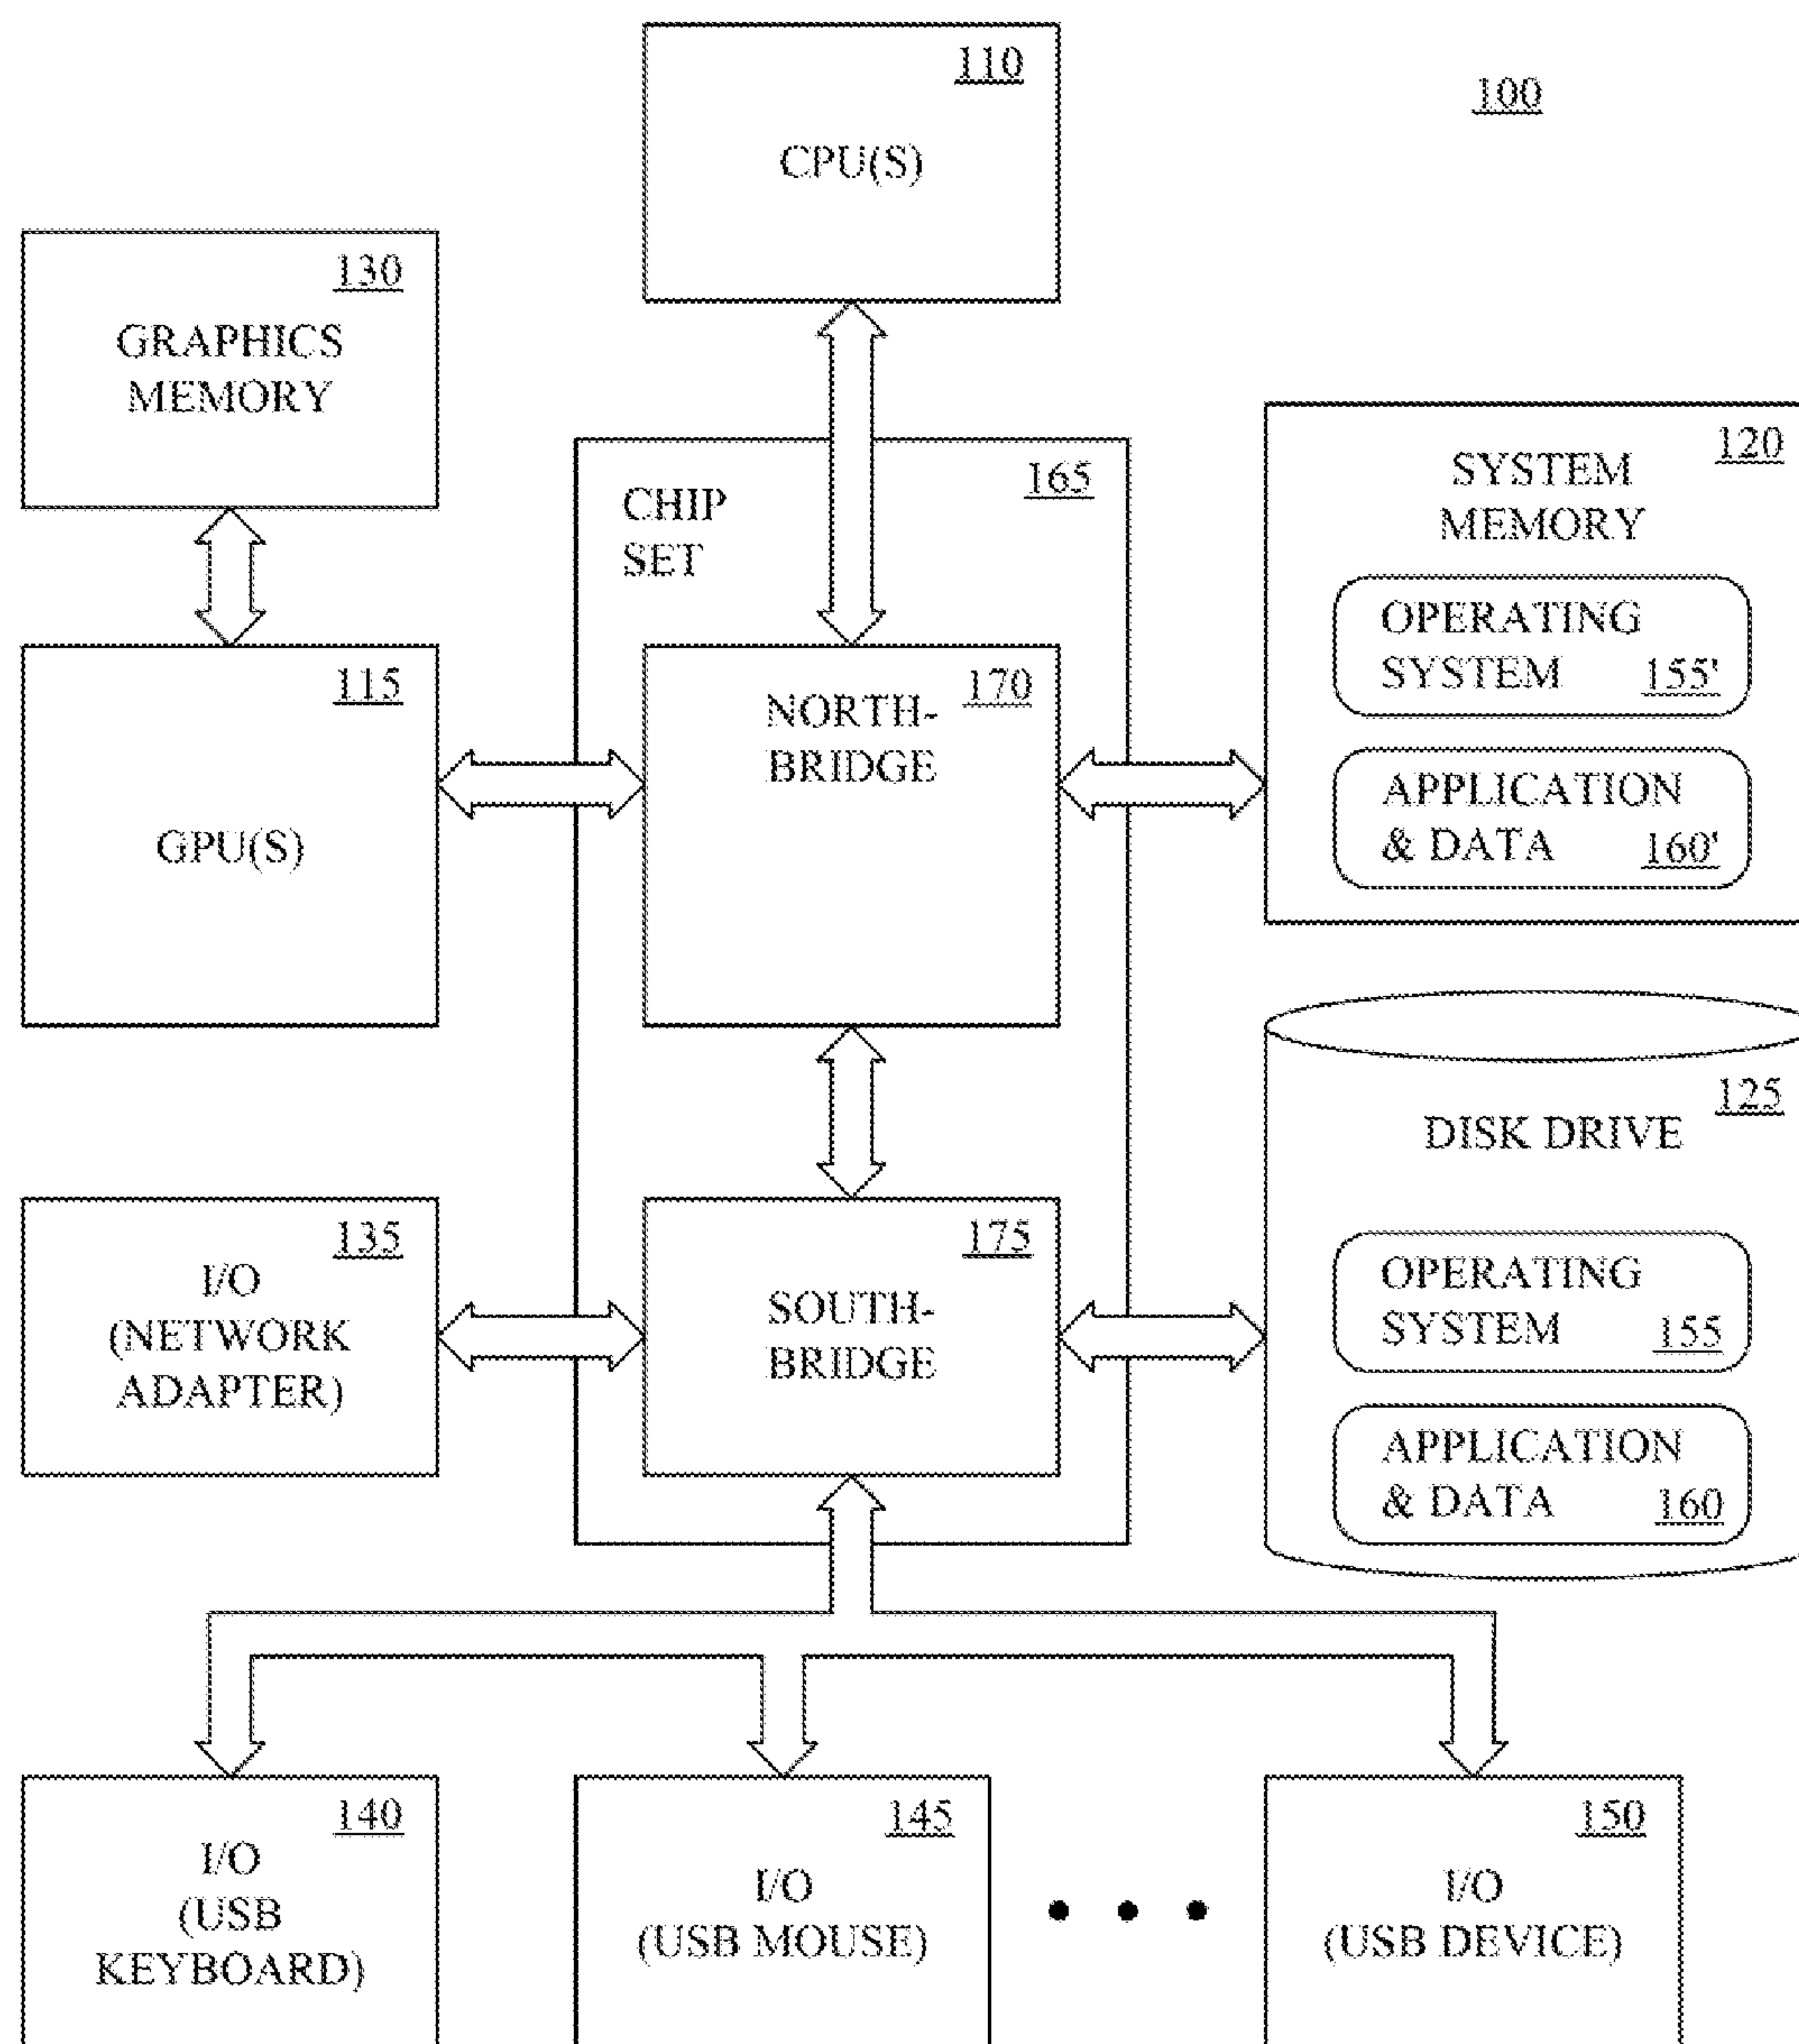 110
CPU(S)
100
130
GRAPHICS
MEMORY
165
CHIP
SET
120
SYSTEM
MEMORY
OPERATING
SYSTEM 155'
APPLICATION
& DATA 160'
115
GPU(S)
170
NORTH-
BRIDGE
125
DISK DRIVE
OPERATING
SYSTEM 155
APPLICATION
& DATA 160
135
I/O
(NETWORK
ADAPTER)
175
SOUTH-
BRIDGE
140
I/O
(USB
KEYBOARD)
145
I/O
(USB MOUSE)
• • •
150
I/O
(USB DEVICE)